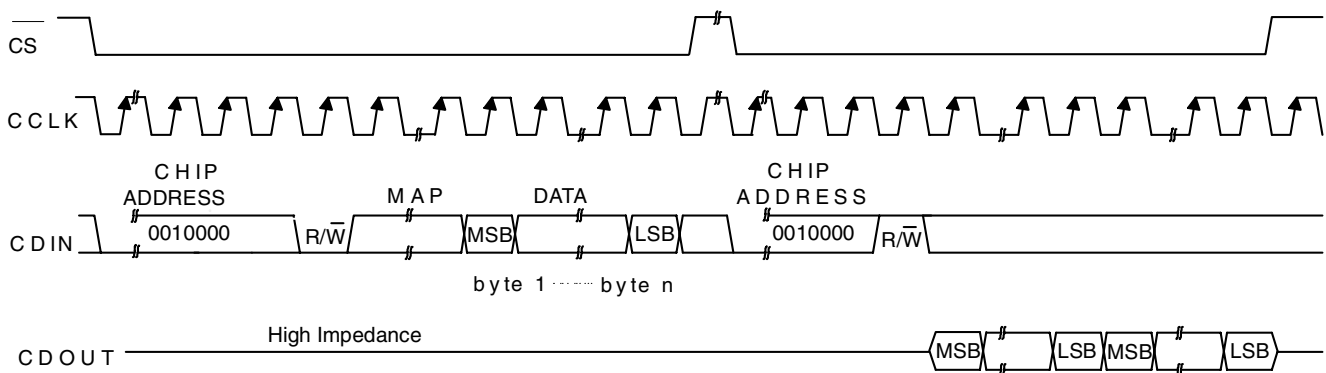 CS
CCLK
CHIP ADDRESS
MAP
DATA
CHIP ADDRESS
CDIN
0010000
R/W
MSB
LSB
0010000
R/W
byte 1 ........ byte n
High Impedance
CDOUT
MSB
LSB
MSB
LSB